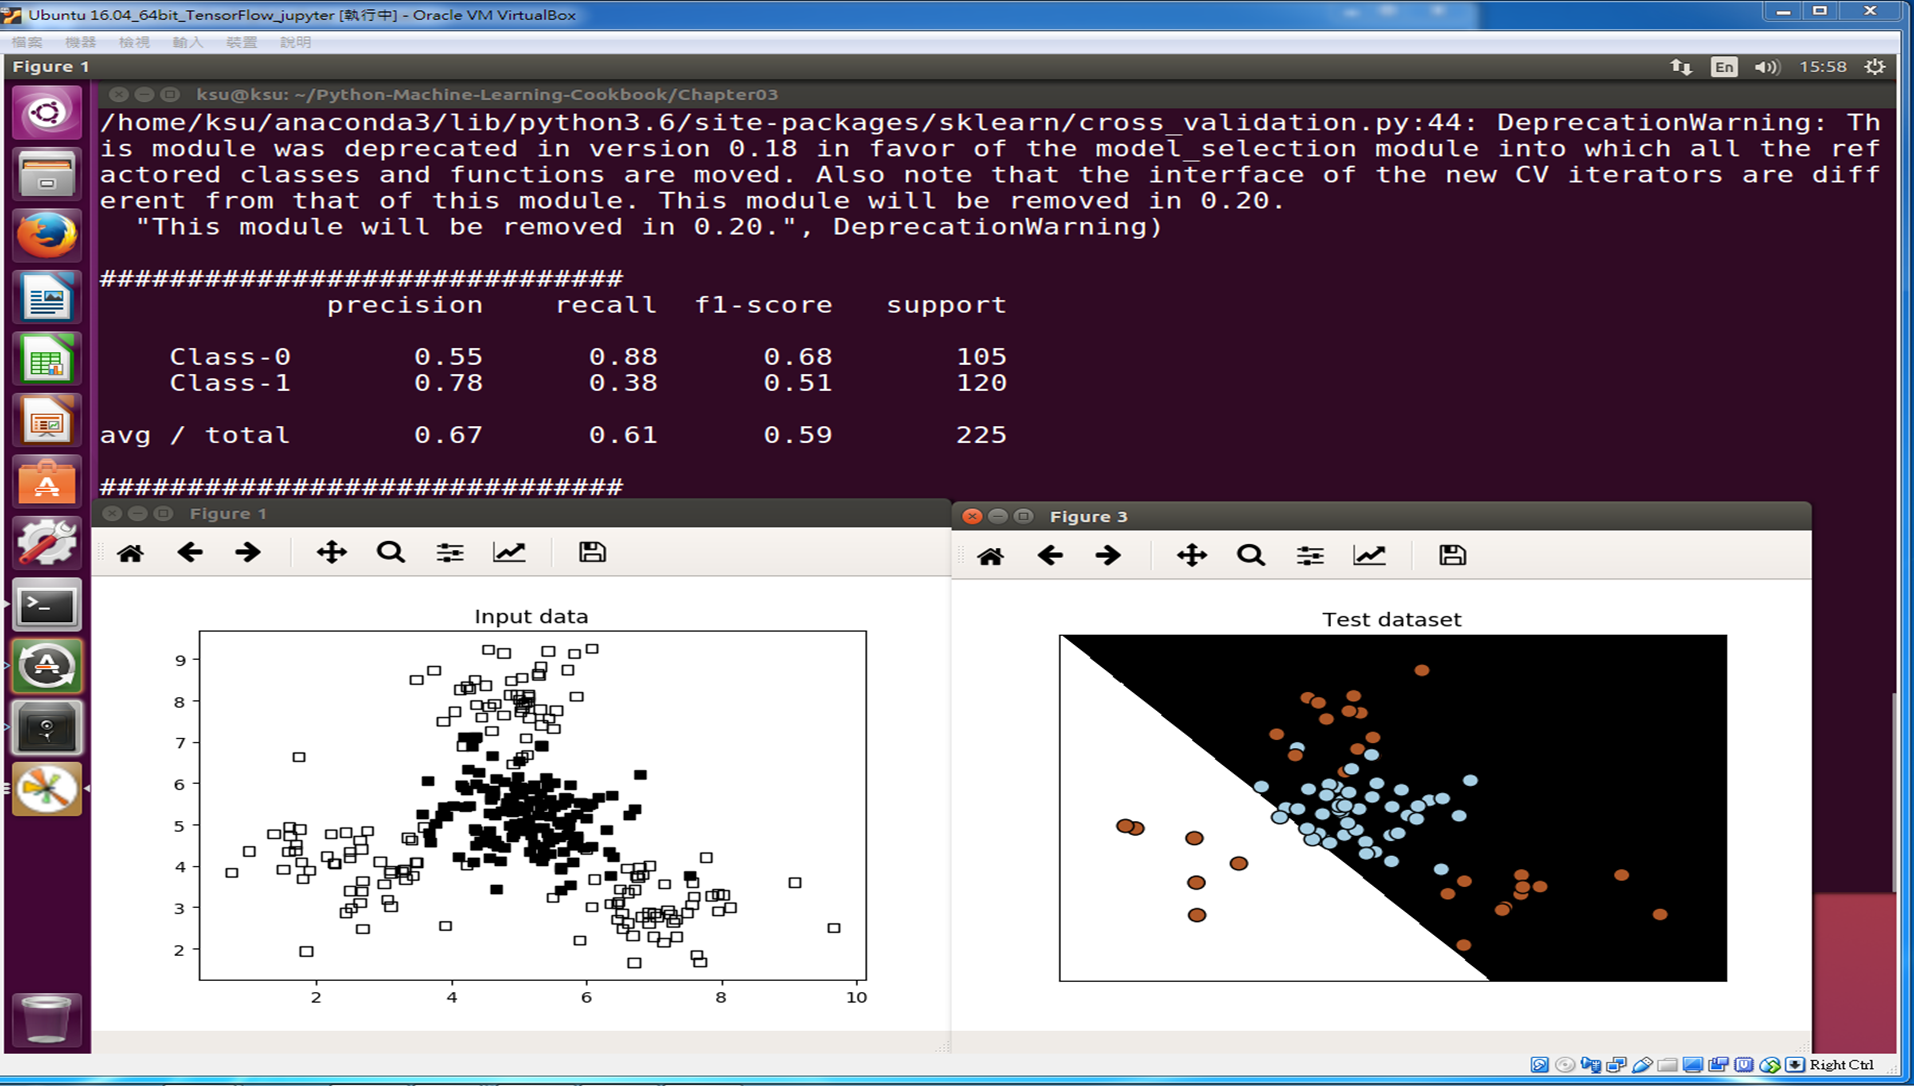 Ubuntu 16.04_64bit_TensorFlow_jupyter [執行中] - Oracle VM VirtualBox
檔案 機器 檢視 輸入 裝置 說明
Figure 1 En 15:58
ksu@ksu: ~/Python-Machine-Learning-Cookbook/Chapter03
/home/ksu/anaconda3/lib/python3.6/site-packages/sklearn/cross_validation.py:44: DeprecationWarning: Th
is module was deprecated in version 0.18 in favor of the model_selection module into which all the ref
actored classes and functions are moved. Also note that the interface of the new CV iterators are diff
erent from that of this module. This module will be removed in 0.20.
"This module will be removed in 0.20.", DeprecationWarning)
##############################
precision recall f1-score support
Class-0 0.55 0.88 0.68 105
Class-1 0.78 0.38 0.51 120
avg / total 0.67 0.61 0.59 225
##############################
Figure 1
Input data
9
8
7
6
5
4
3
2
2 4 6 8 10
Figure 3
Test dataset
Right Ctrl